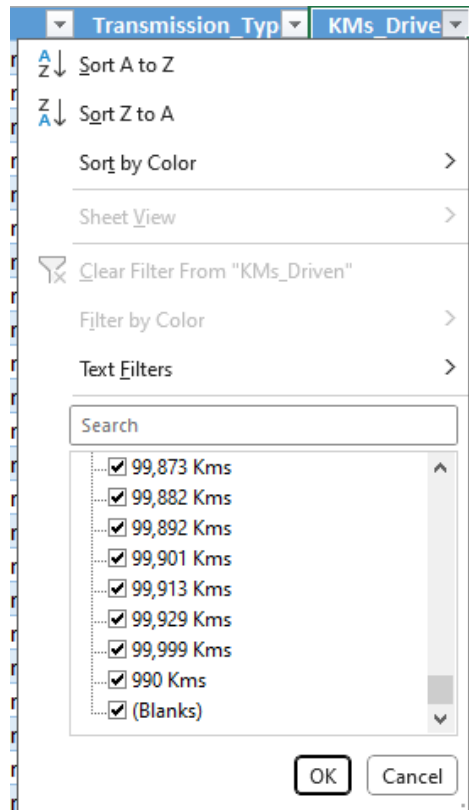 Transmission_Typ KMs_Drive
Sort A to Z
Sort Z to A
Sort by Color
Sheet View
Clear Filter From "KMs_Driven"
Filter by Color
Text Filters
Search
99,873 Kms
99,882 Kms
99,892 Kms
99,901 Kms
99,913 Kms
99,929 Kms
99,999 Kms
990 Kms
(Blanks)
OK Cancel